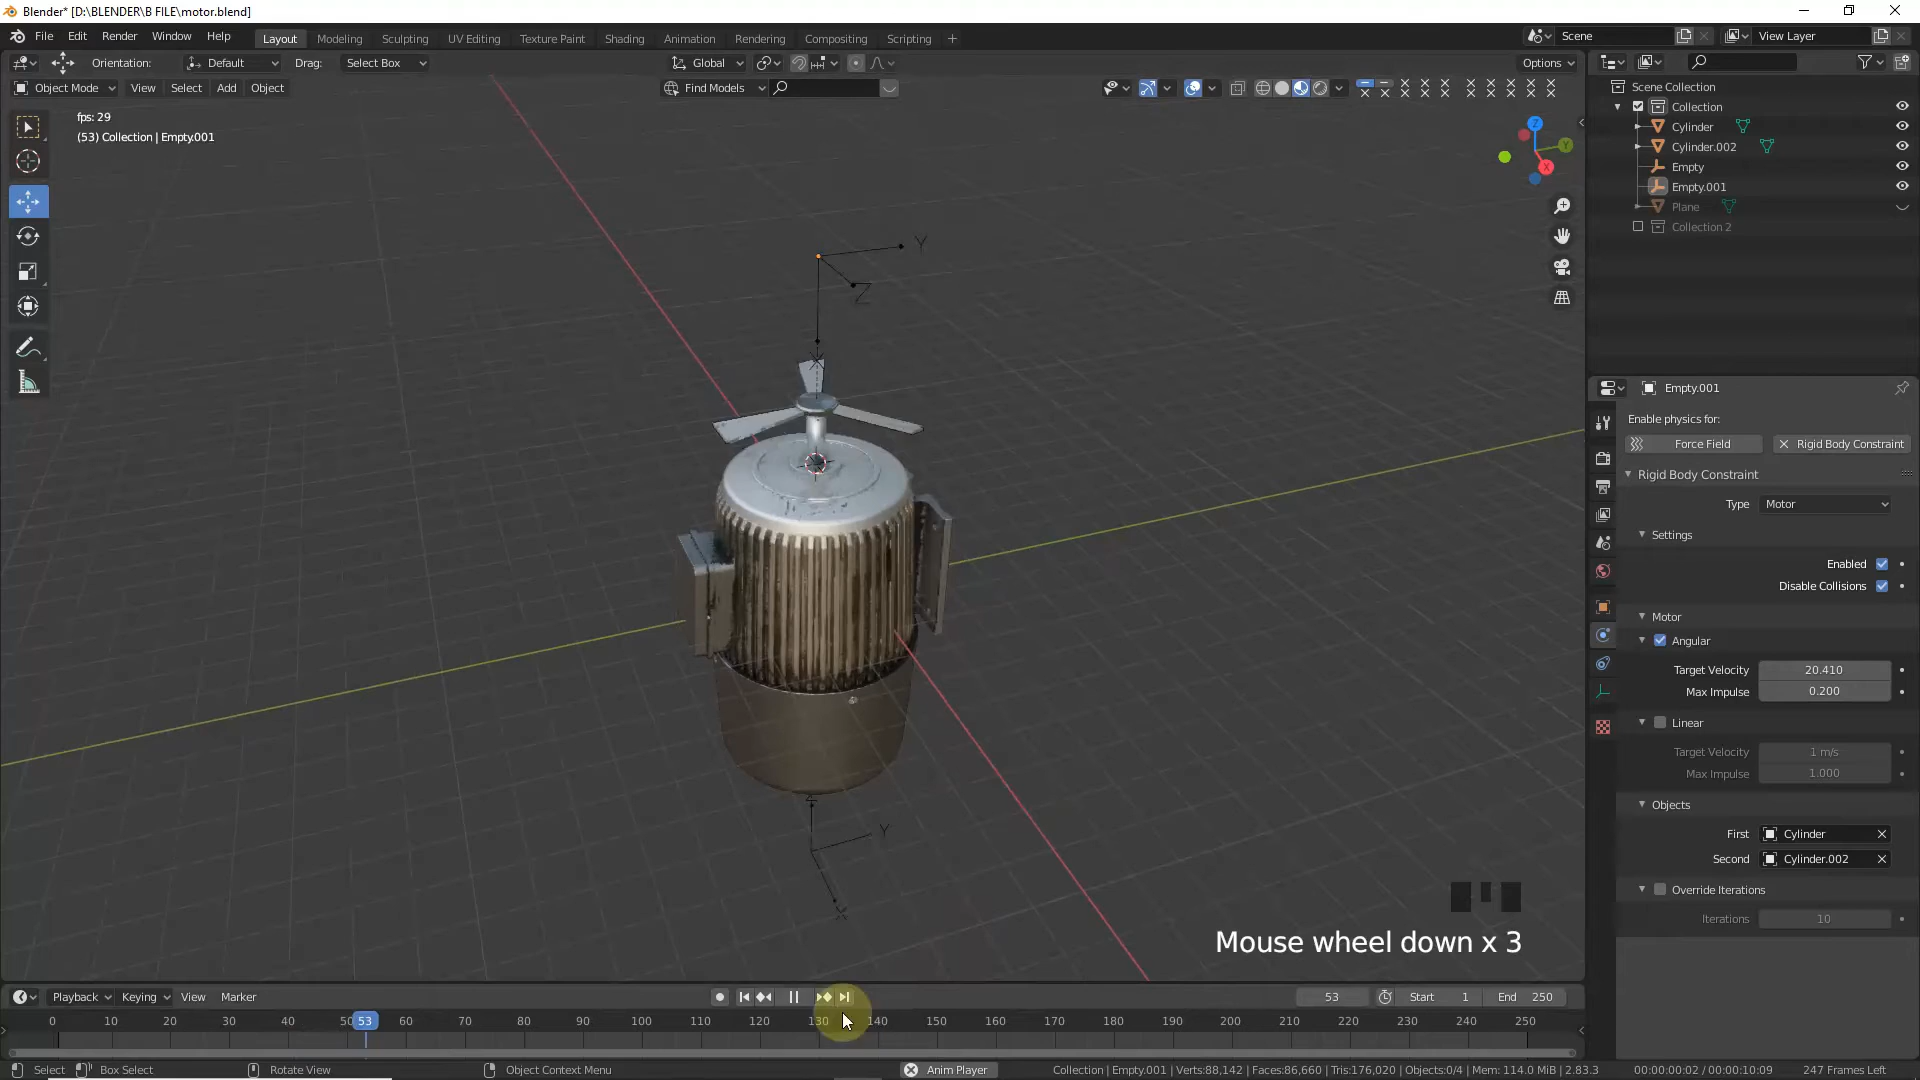 Blender* [D:\BLENDER\B FILE\motor.blend]
File Edit Render Window Help Layout Modeling Sculpting UV Editing Texture Paint Shading Animation Rendering Compositing Scripting + Scene View Layer
Orientation: Default Drag: Select Box Global Options
Object Mode View Select Add Object Find Models
fps: 29
(53) Collection | Empty.001
Scene Collection
Collection
Cylinder
Cylinder.002
Empty
Empty.001
Plane
Collection 2
Z
Y
X
Y
Z
X
Y
X
Empty.001
Enable physics for:
Force Field Rigid Body Constraint
Rigid Body Constraint
Type Motor
Settings
Enabled
Disable Collisions
Motor
Angular
Target Velocity 20.410
Max Impulse 0.200
Linear
Target Velocity 1 m/s
Max Impulse 1.000
Objects
First Cylinder
Second Cylinder.002
Override Iterations
Iterations 10
Mouse wheel down x 3
Playback Keying View Marker 53 Start 1 End 250
0 10 20 30 40 50 53 60 70 80 90 100 110 120 130 140 150 160 170 180 190 200 210 220 230 240 250
Select Box Select Rotate View Object Context Menu Anim Player Collection | Empty.001 | Verts:88,142 | Faces:86,660 | Tris:176,020 | Objects:0/4 | Mem: 114.0 MiB | 2.83.3 00:00:00:02 / 00:00:10:09 247 Frames Left